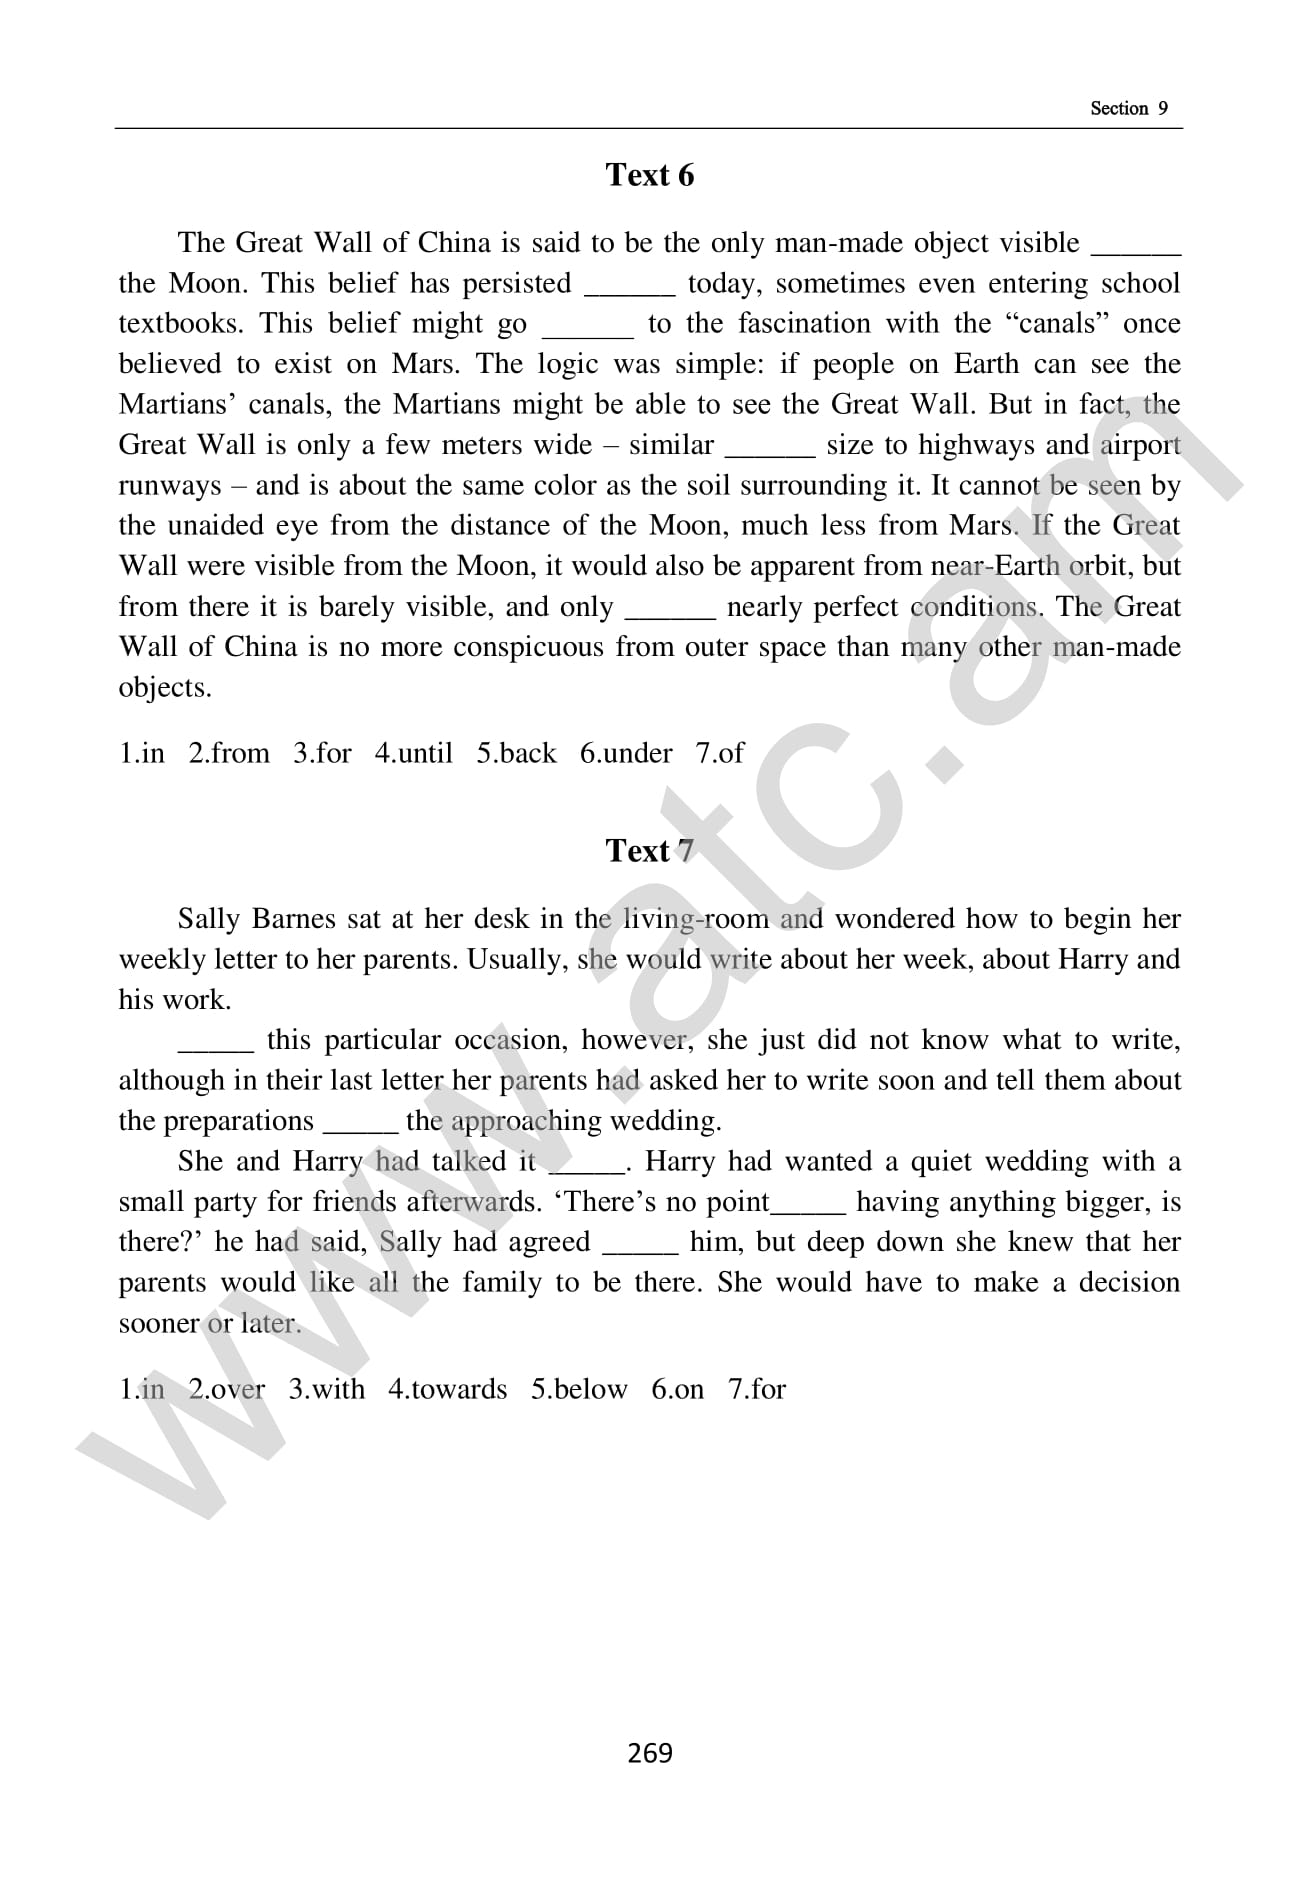 Section 9
Text 6
The Great Wall of China is said to be the only man-made object visible ______
the Moon. This belief has persisted ______ today, sometimes even entering school
textbooks. This belief might go ______ to the fascination with the “canals” once
believed to exist on Mars. The logic was simple: if people on Earth can see the
Martians’ canals, the Martians might be able to see the Great Wall. But in fact, the
Great Wall is only a few meters wide – similar ______ size to highways and airport
runways – and is about the same color as the soil surrounding it. It cannot be seen by
the unaided eye from the distance of the Moon, much less from Mars. If the Great
Wall were visible from the Moon, it would also be apparent from near-Earth orbit, but
from there it is barely visible, and only ______ nearly perfect conditions. The Great
Wall of China is no more conspicuous from outer space than many other man-made
objects.
1.in 2.from 3.for 4.until 5.back 6.under 7.of
Text 7
Sally Barnes sat at her desk in the living-room and wondered how to begin her
weekly letter to her parents. Usually, she would write about her week, about Harry and
his work.
_____ this particular occasion, however, she just did not know what to write,
although in their last letter her parents had asked her to write soon and tell them about
the preparations _____ the approaching wedding.
She and Harry had talked it _____. Harry had wanted a quiet wedding with a
small party for friends afterwards. ‘There’s no point_____ having anything bigger, is
there?’ he had said, Sally had agreed _____ him, but deep down she knew that her
parents would like all the family to be there. She would have to make a decision
sooner or later.
1.in 2.over 3.with 4.towards 5.below 6.on 7.for
269
www.atc.am